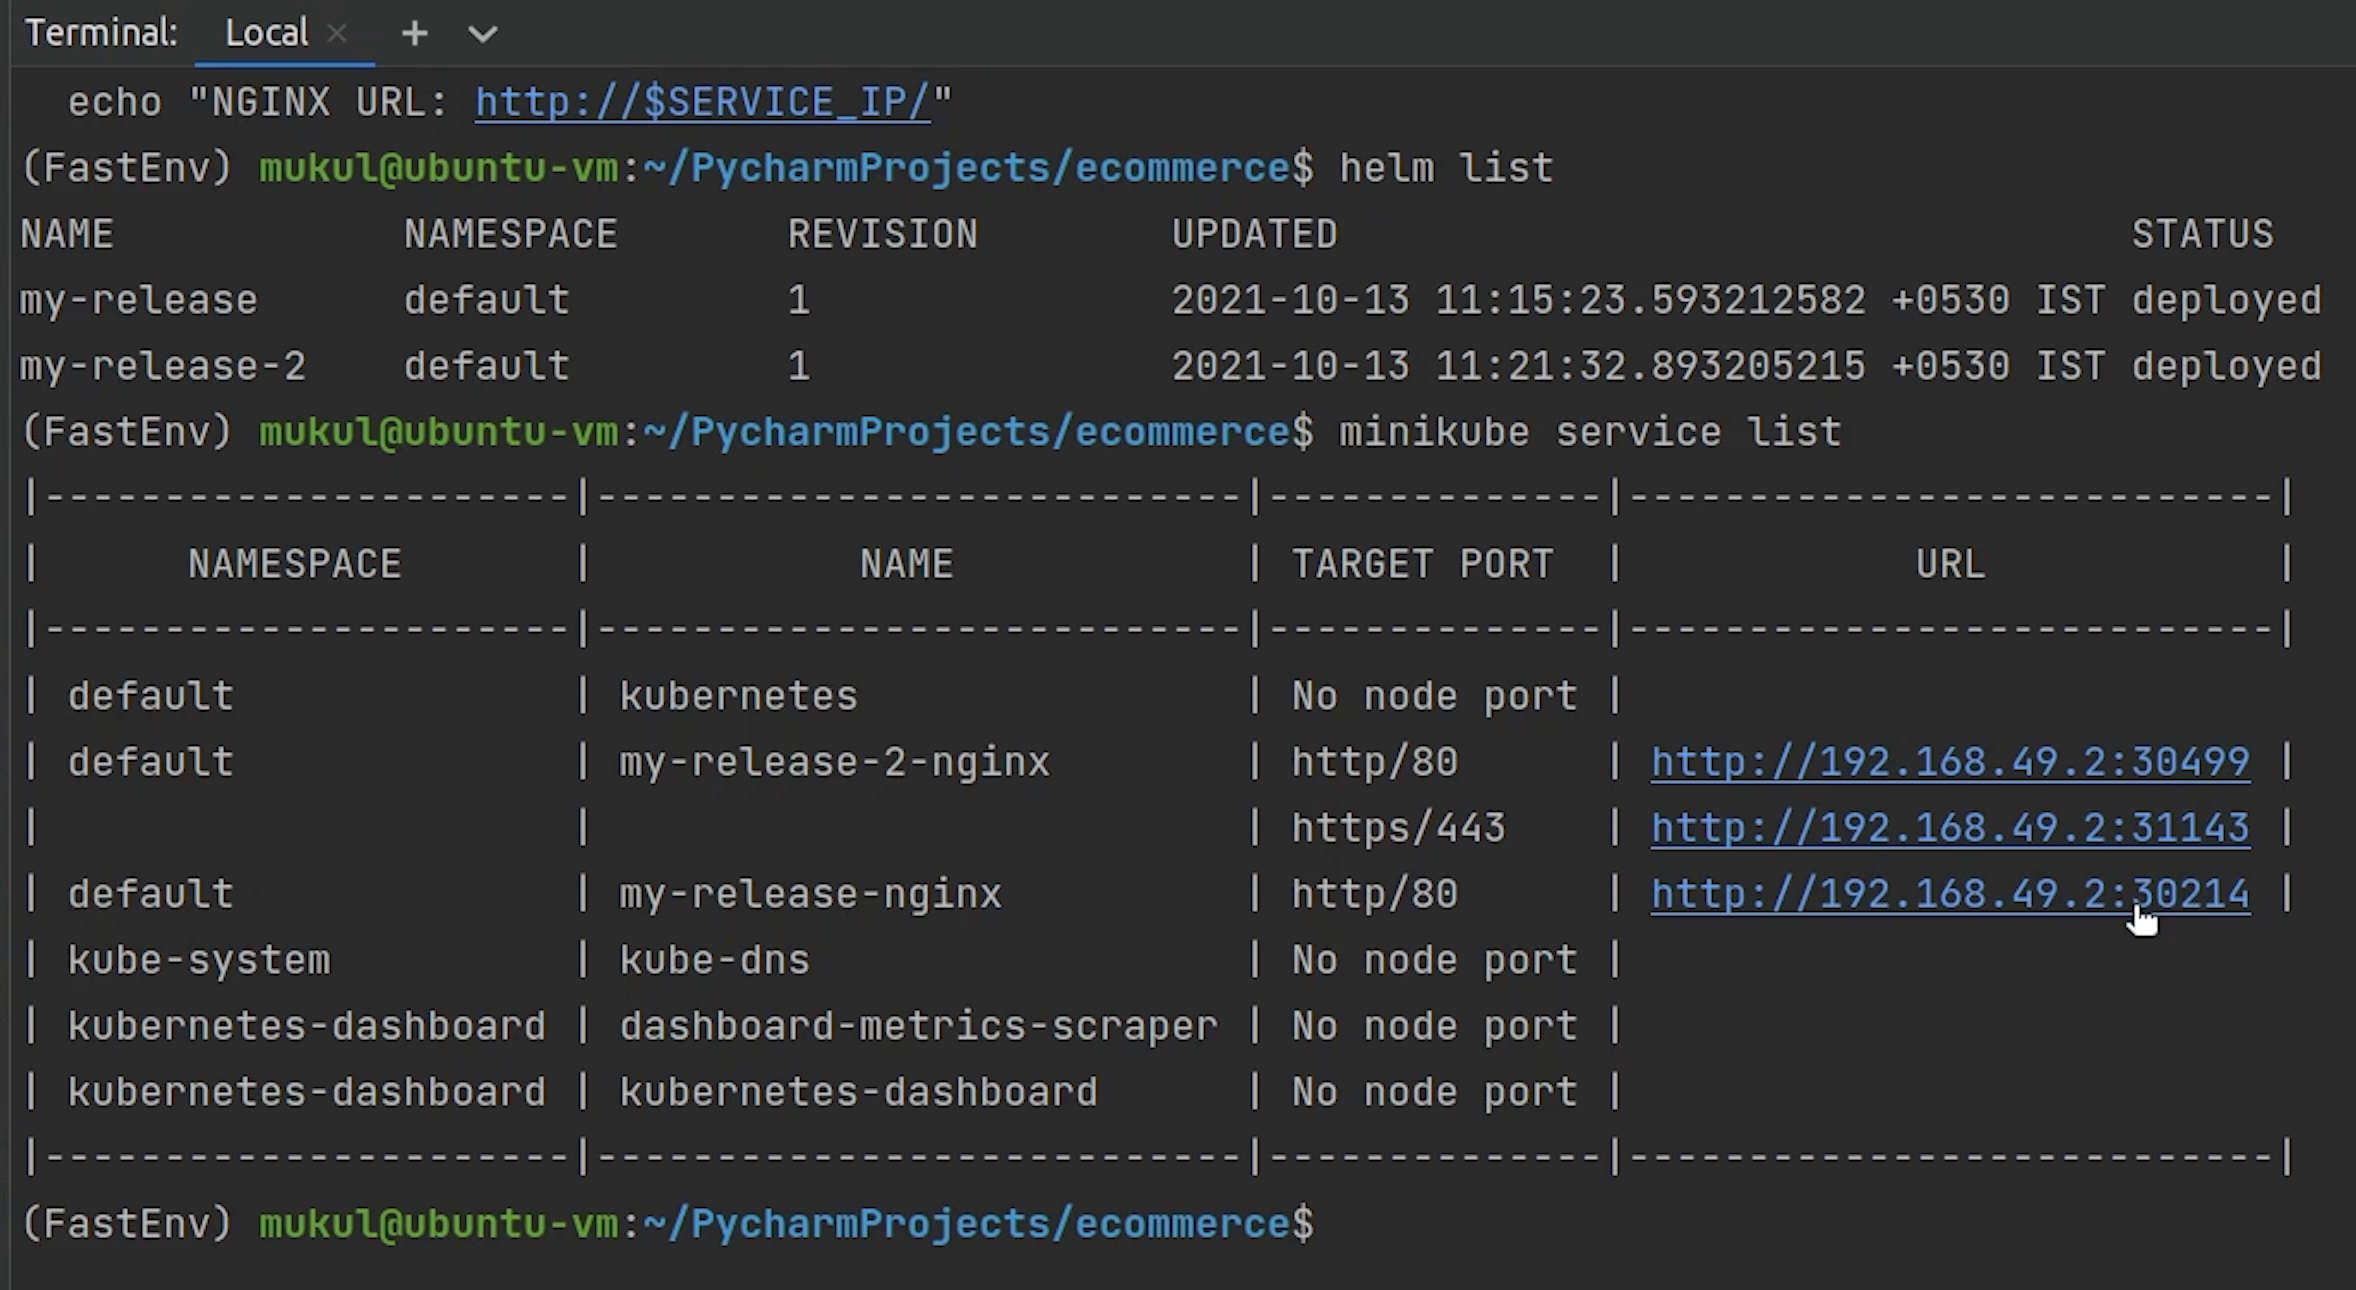 Terminal: Local × +
echo "NGINX URL: http://$SERVICE_IP/"
(FastEnv) mukul@ubuntu-vm:~/PycharmProjects/ecommerce$ helm list
NAME NAMESPACE REVISION UPDATED STATUS
my-release default 1 2021-10-13 11:15:23.593212582 +0530 IST deployed
my-release-2 default 1 2021-10-13 11:21:32.893205215 +0530 IST deployed
(FastEnv) mukul@ubuntu-vm:~/PycharmProjects/ecommerce$ minikube service list
|----------------------|---------------------------|--------------|---------------------------|
| NAMESPACE | NAME | TARGET PORT | URL |
|----------------------|---------------------------|--------------|---------------------------|
| default | kubernetes | No node port |
| default | my-release-2-nginx | http/80 | http://192.168.49.2:30499 |
| | | https/443 | http://192.168.49.2:31143 |
| default | my-release-nginx | http/80 | http://192.168.49.2:30214 |
| kube-system | kube-dns | No node port |
| kubernetes-dashboard | dashboard-metrics-scraper | No node port |
| kubernetes-dashboard | kubernetes-dashboard | No node port |
|----------------------|---------------------------|--------------|---------------------------|
(FastEnv) mukul@ubuntu-vm:~/PycharmProjects/ecommerce$